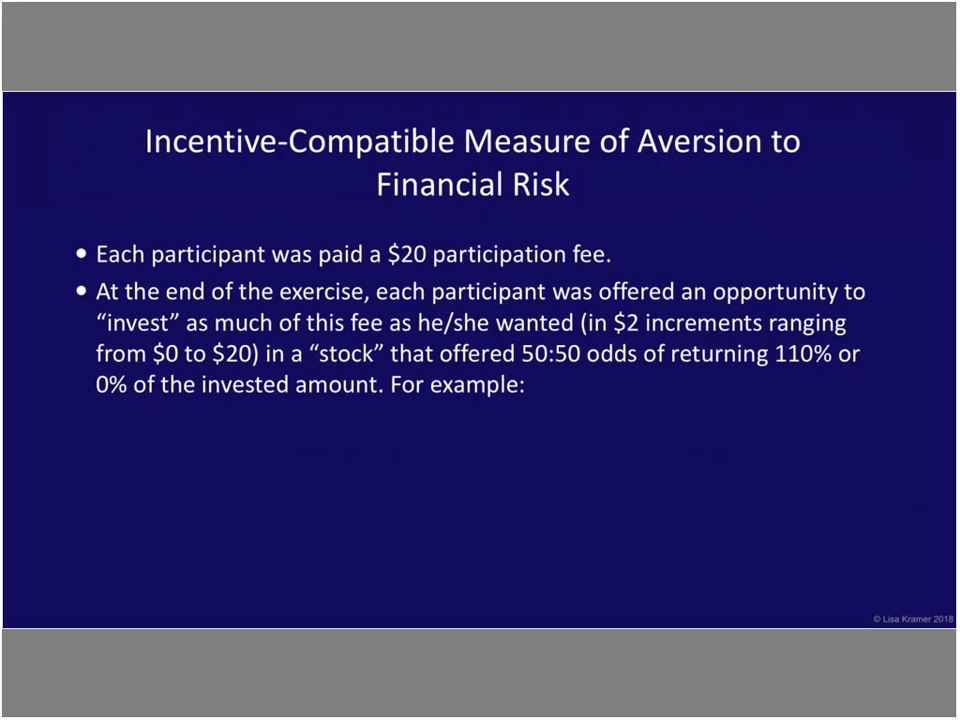 Incentive-Compatible Measure of Aversion to
Financial Risk
• Each participant was paid a $20 participation fee.
• At the end of the exercise, each participant was offered an opportunity to
“invest” as much of this fee as he/she wanted (in $2 increments ranging
from $0 to $20) in a “stock” that offered 50:50 odds of returning 110% or
0% of the invested amount. For example:
© Lisa Kramer 2018